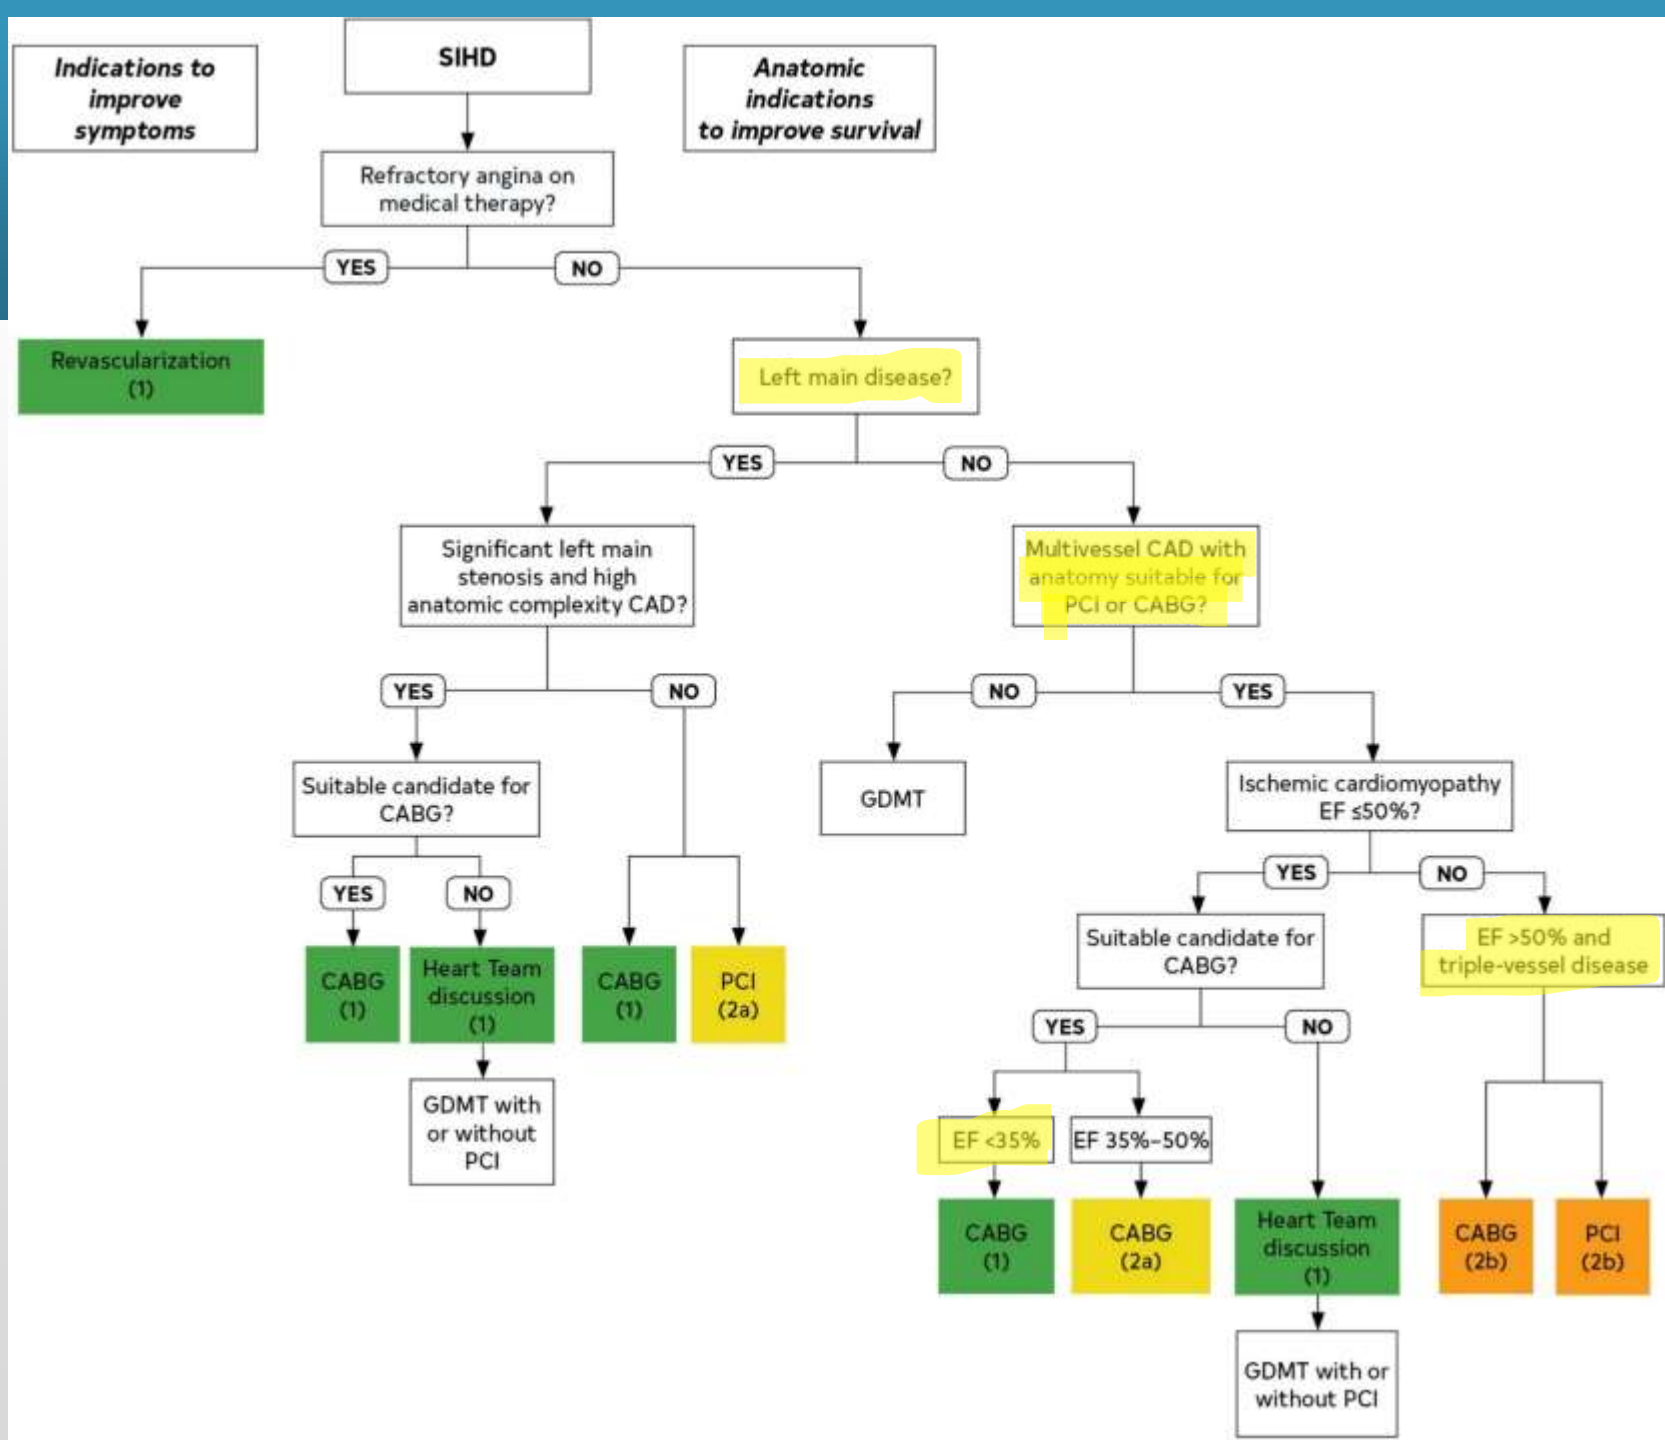 Indications to
improve
symptoms
SIHD
Anatomic
indications
to improve survival
Refractory angina on
medical therapy?
YES
NO
Revascularization
(1)
Left main disease?
YES
NO
Significant left main
stenosis and high
anatomic complexity CAD?
Multivessel CAD with
anatomy suitable for
PCI or CABG?
YES
NO
NO
YES
Suitable candidate for
CABG?
GDMT
Ischemic cardiomyopathy
EF ≤50%?
YES
NO
YES
NO
CABG
(1)
Heart Team
discussion
(1)
CABG
(1)
PCI
(2a)
Suitable candidate for
CABG?
EF >50% and
triple-vessel disease
YES
NO
GDMT with
or without
PCI
EF <35%
EF 35%–50%
CABG
(1)
CABG
(2a)
Heart Team
discussion
(1)
CABG
(2b)
PCI
(2b)
GDMT with or
without PCI